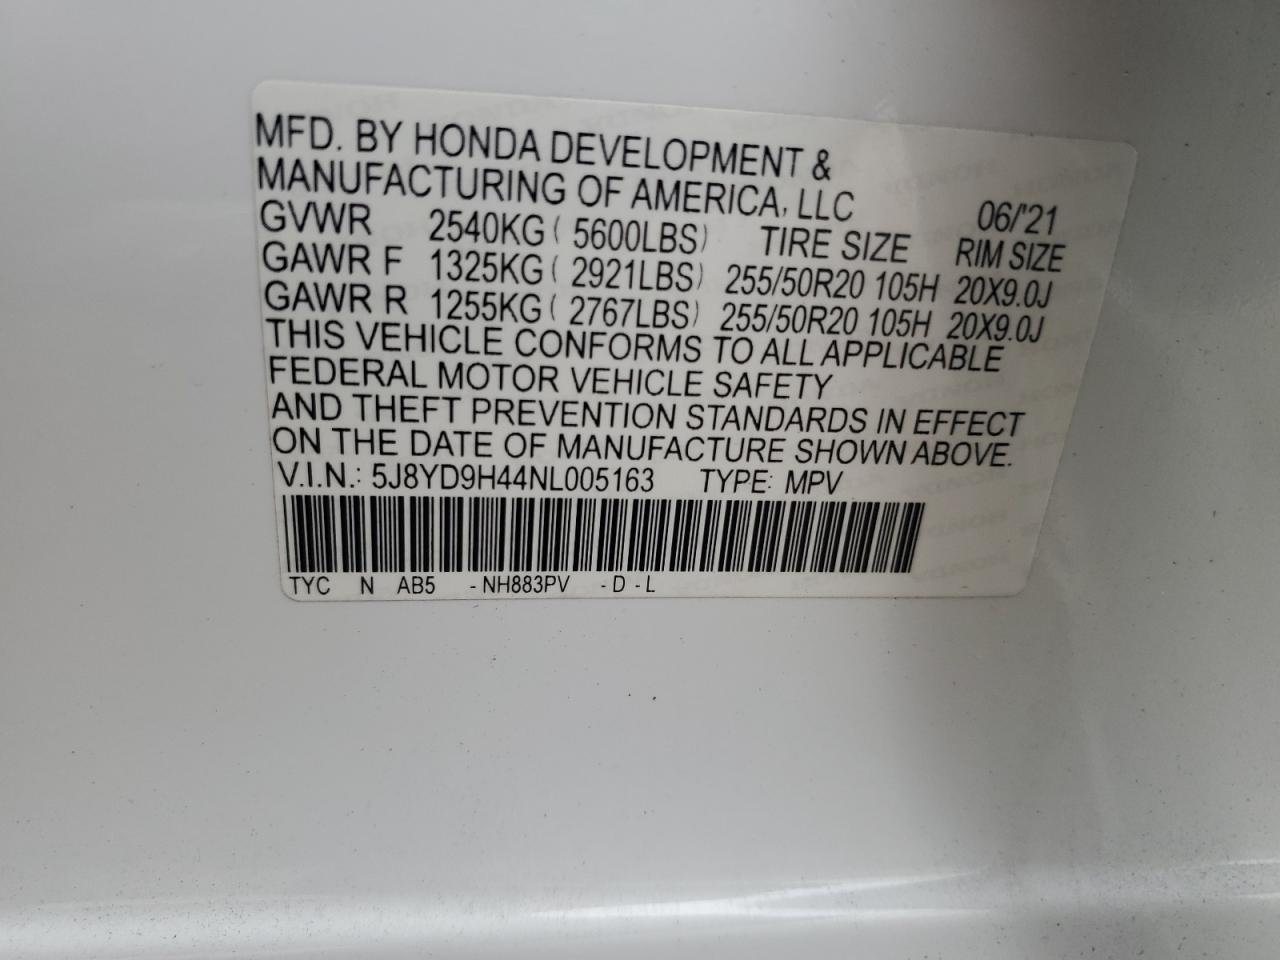 MFD. BY HONDA DEVELOPMENT &
MANUFACTURING OF AMERICA, LLC 06/'21
GVWR 2540KG ( 5600LBS) TIRE SIZE RIM SIZE
GAWR F 1325KG ( 2921LBS) 255/50R20 105H 20X9.0J
GAWR R 1255KG ( 2767LBS) 255/50R20 105H 20X9.0J
THIS VEHICLE CONFORMS TO ALL APPLICABLE
FEDERAL MOTOR VEHICLE SAFETY
AND THEFT PREVENTION STANDARDS IN EFFECT
ON THE DATE OF MANUFACTURE SHOWN ABOVE.
V.I.N.: 5J8YD9H44NL005163 TYPE: MPV
TYC N AB5 -NH883PV -D -L